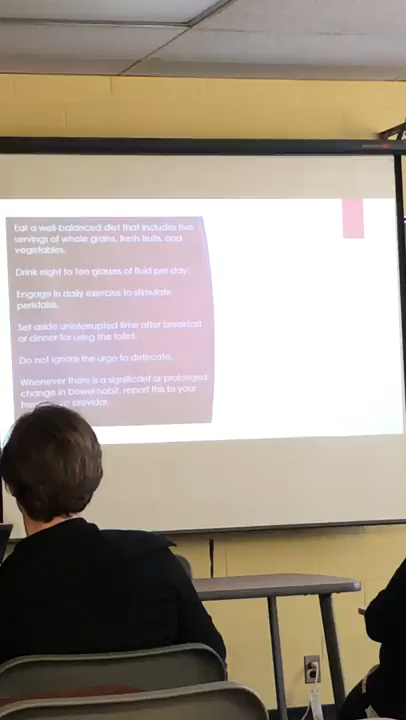 Eat a well-balanced diet that includes five
servings of whole grains, fresh fruits, and
vegetables.
Drink eight to ten glasses of fluid per day.
Engage in daily exercise to stimulate
peristalsis.
Set aside uninterrupted time after breakfast
or dinner for using the toilet.
Do not ignore the urge to defecate.
Whenever there is a significant or prolonged
change in bowel habit, report this to your
provider.